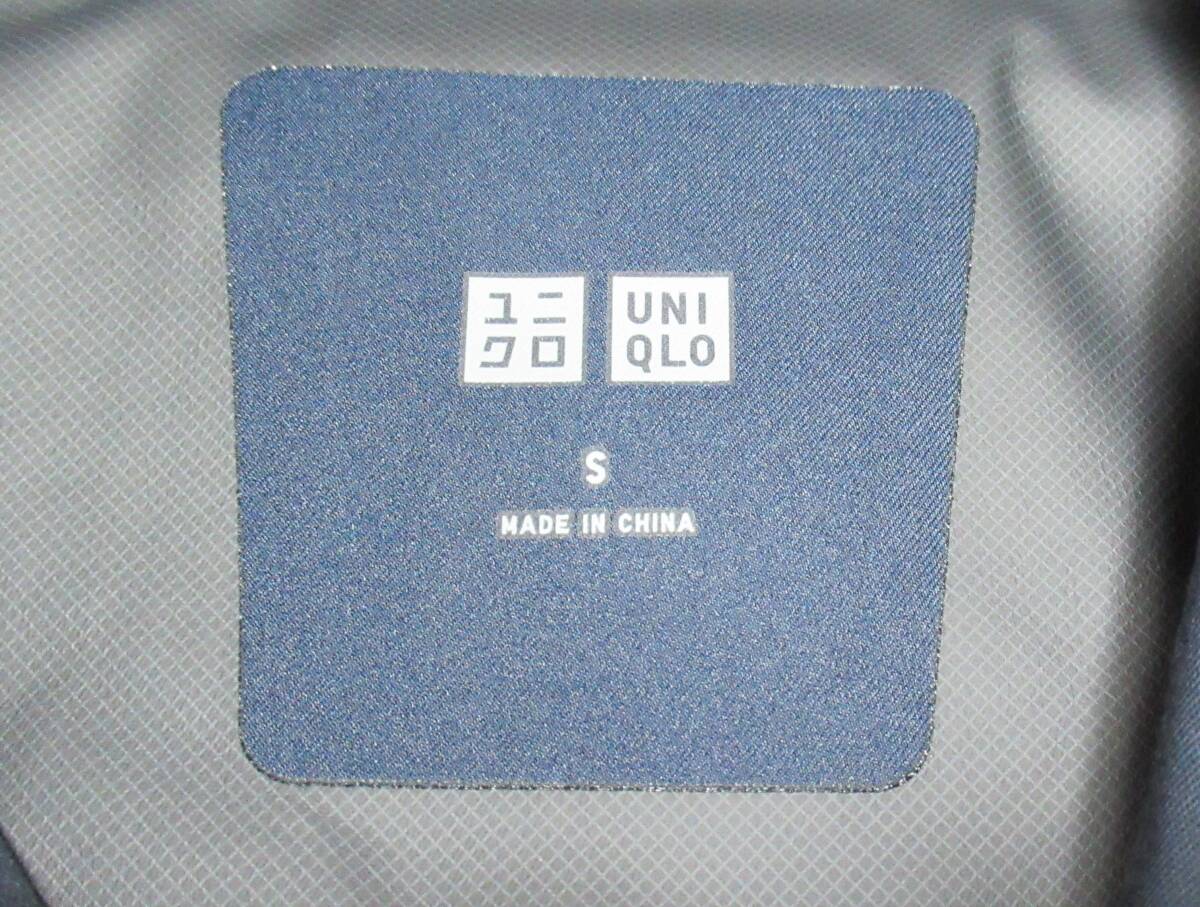 ユニ
クロ
UNI
QLO
S
MADE IN CHINA